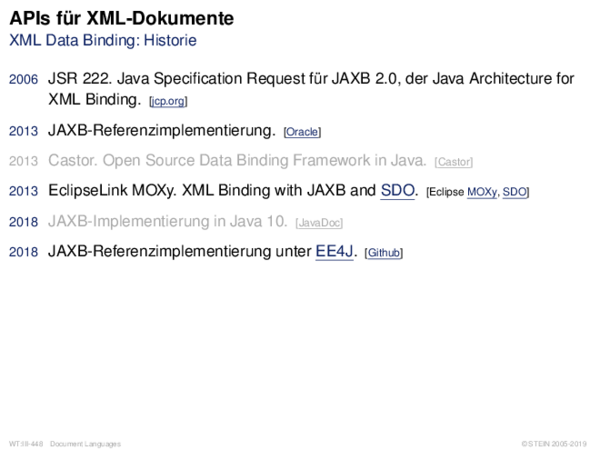 APIs für XML-Dokumente
XML Data Binding: Historie
2006 JSR 222. Java Specification Request für JAXB 2.0, der Java Architecture for
XML Binding. [jcp.org]
2013 JAXB-Referenzimplementierung. [Oracle]
2013 Castor. Open Source Data Binding Framework in Java. [Castor]
2013 EclipseLink MOXy. XML Binding with JAXB and SDO. [Eclipse MOXy, SDO]
2018 JAXB-Implementierung in Java 10. [JavaDoc]
2018 JAXB-Referenzimplementierung unter EE4J. [Github]
WT:III-448 Document Languages © STEIN 2005-2019